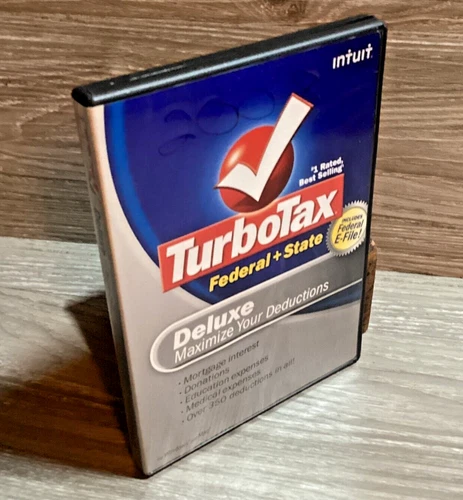 intuit
#1 Rated,
Best Selling*
TurboTax
Federal + State
INCLUDES
Federal
E-File!
Deluxe
Maximize Your Deductions
· Mortgage interest
· Donations
· Education expenses
· Medical expenses
· Over 350 deductions in all!